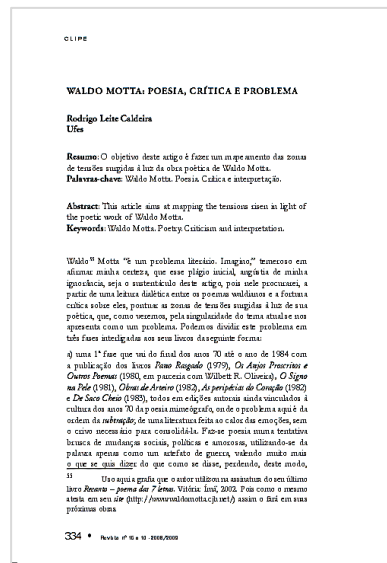 CLIPE
WALDO MOTTA: POESIA, CRÍTICA E PROBLEMA
Rodrigo Leite Caldeira
Ufes
Resumo: O objetivo deste artigo é fazer um mapeamento das zonas
de tensões surgidas à luz da obra poética de Waldo Motta.
Palavras-chave: Waldo Motta. Poesia. Crítica e interpretação.
Abstract: This article aims at mapping the tensions risen in light of
the poetic work of Waldo Motta.
Keywords: Waldo Motta. Poetry. Criticism and interpretation.
Waldo⁵³ Motta "é um problema literário. Imagino," temeroso em
afirmar minha certeza, que esse plágio inicial, angústia de minha
ignorância, seja o sustentáculo deste artigo, pois nele procurarei, a
partir de uma leitura dialética entre os poemas waldianos e a fortuna
crítica sobre eles, pontuar as zonas de tensões surgidas à luz de sua
poética, que, como veremos, pela singularidade do tema atual se nos
apresenta como um problema. Podemos dividir este problema em
três fases interligadas aos seus livros da seguinte forma:
a) uma 1ª fase que vai do final dos anos 70 até o ano de 1984 com
a publicação dos livros Pano Rasgado (1979), Os Anjos Proscritos e
Outros Poemas (1980, em parceria com Wilbett R. Oliveira), O Signo
na Pele (1981), Obras de Arteiro (1982), As peripécias do Coração (1982)
e De Saco Cheio (1983), todos em edições autorais ainda vinculados à
cultura dos anos 70 da poesia mimeógrafo, onde o problema aqui é da
ordem da subtração, de uma literatura feita ao calor das emoções, sem
o crivo necessário para consolidá-la. Faz-se poesia numa tentativa
brusca de mudanças sociais, políticas e amorosas, utilizando-se da
palavra apenas como um artefato de guerra, valendo muito mais
o que se quis dizer do que como se disse, perdendo, deste modo,
53
Uso aqui a grafia que o autor utilizou na assinatura do seu último
livro Recanto – poema das 7 letras. Vitória: Ímã, 2002. Pois como o mesmo
atesta em seu site (http://www.waldomotta.cjb.net/) assim o fará em suas
próximas obras.
334 • Revista nº 10 e 10 - 2008/2009